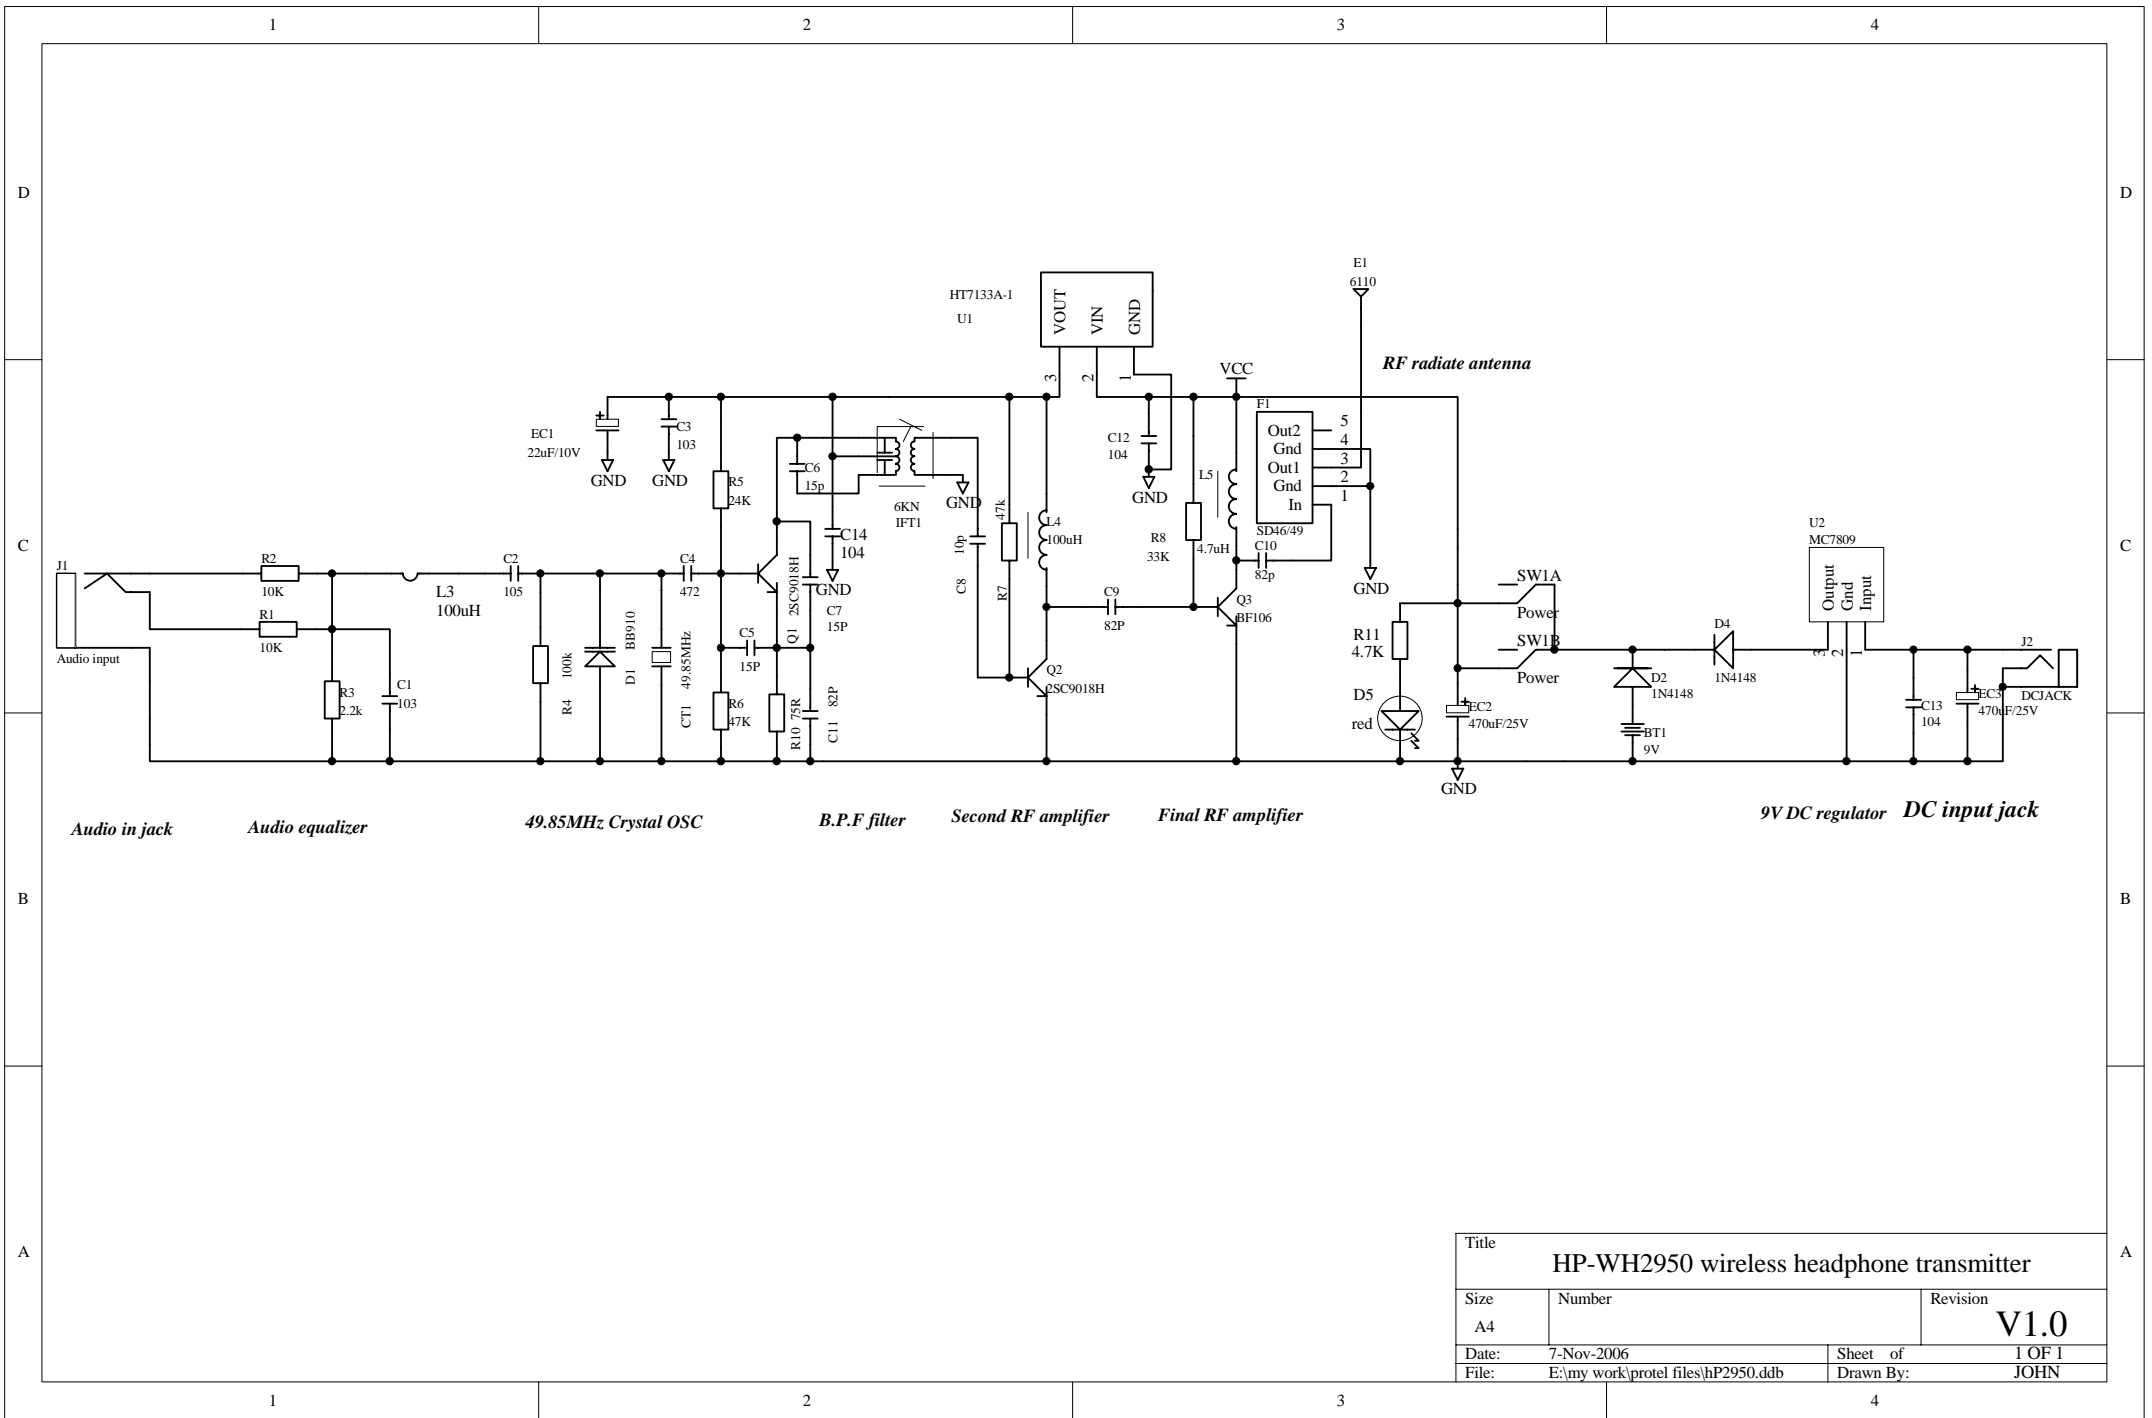 1
2
3
4
D
D
E1
6110
HT7133A-1
U1
VOUT
VIN
GND
3
2
1
RF radiate antenna
VCC
F1
Out2
Gnd
Out1
Gnd
In
5
4
3
2
1
SD46/49
EC1
22uF/10V
GND
C3
103
GND
R5
24K
C6
15p
6KN
IFT1
GND
C14
104
GND
47k
R7
10p
C8
L4
100uH
C12
104
GND
L5
4.7uH
R8
33K
C10
82p
GND
C
C
U2
MC7809
Output
Gnd
Input
3
2
1
J1
Audio input
R2
10K
R1
10K
L3
100uH
C2
105
C4
472
2SC9018H
Q1
C7
15P
C9
82P
Q3
BF106
SW1A
Power
SW1B
Power
R11
4.7K
D4
1N4148
J2
DCJACK
R3
2.2k
C1
103
100k
R4
BB910
D1
49.85MHz
CT1
C5
15P
R6
47K
75R
R10
82P
C11
Q2
2SC9018H
D5
red
EC2
470uF/25V
D2
1N4148
BT1
9V
C13
104
EC3
470uF/25V
GND
Audio in jack
Audio equalizer
49.85MHz Crystal OSC
B.P.F filter
Second RF amplifier
Final RF amplifier
9V DC regulator
DC input jack
B
B
A
A
Title
HP-WH2950 wireless headphone transmitter
Size
A4
Number
Revision
V1.0
Date:
7-Nov-2006
Sheet of
1 OF 1
File:
E:\my work\protel files\hP2950.ddb
Drawn By:
JOHN
1
2
3
4